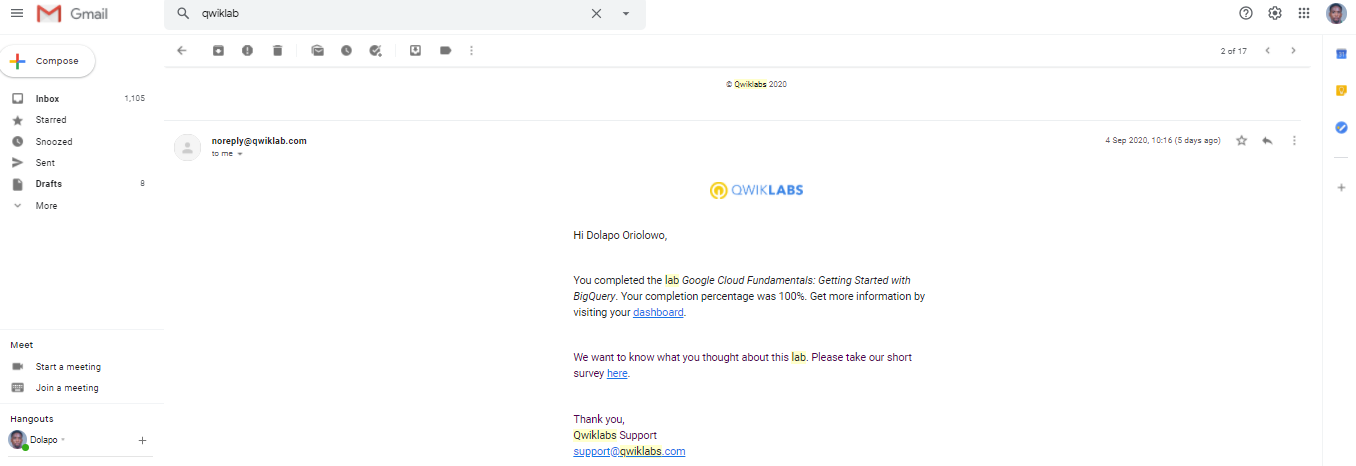 Gmail
qwiklab
Compose
2 of 17
Inbox 1,105
Starred
Snoozed
Sent
Drafts 8
More
© Qwiklabs 2020
noreply@qwiklab.com
4 Sep 2020, 10:16 (5 days ago)
to me
QWIKLABS
Hi Dolapo Oriolowo,
You completed the lab Google Cloud Fundamentals: Getting Started with
BigQuery. Your completion percentage was 100%. Get more information by
visiting your dashboard.
We want to know what you thought about this lab. Please take our short
survey here.
Thank you,
Qwiklabs Support
support@qwiklabs.com
Meet
Start a meeting
Join a meeting
Hangouts
Dolapo